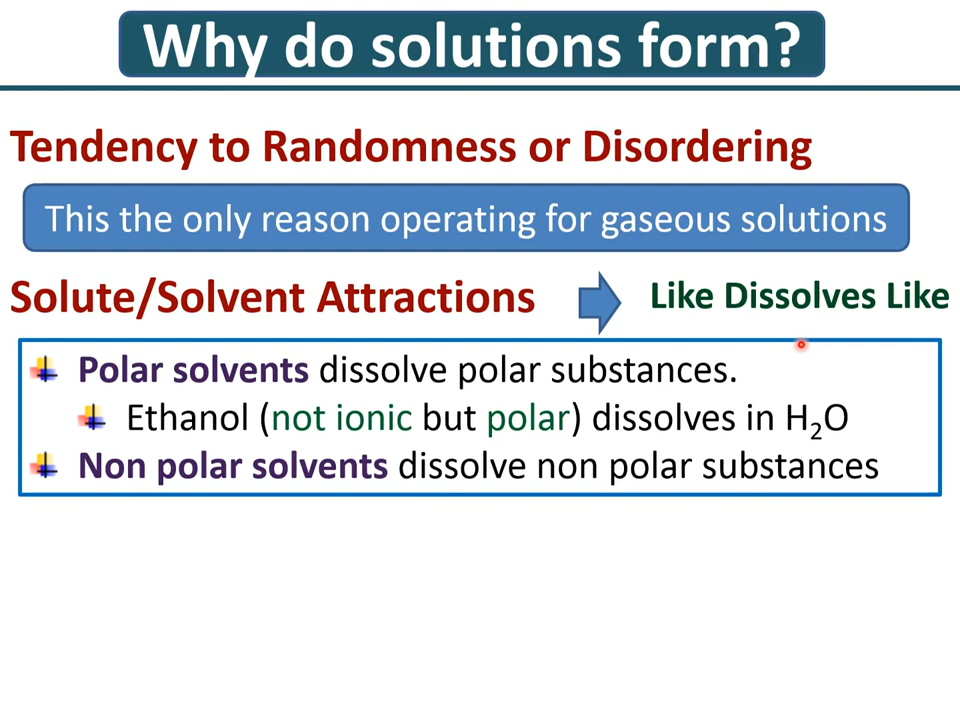 Why do solutions form?
Tendency to Randomness or Disordering
This the only reason operating for gaseous solutions
Solute/Solvent Attractions
Like Dissolves Like
Polar solvents dissolve polar substances.
Ethanol (not ionic but polar) dissolves in H₂O
Non polar solvents dissolve non polar substances